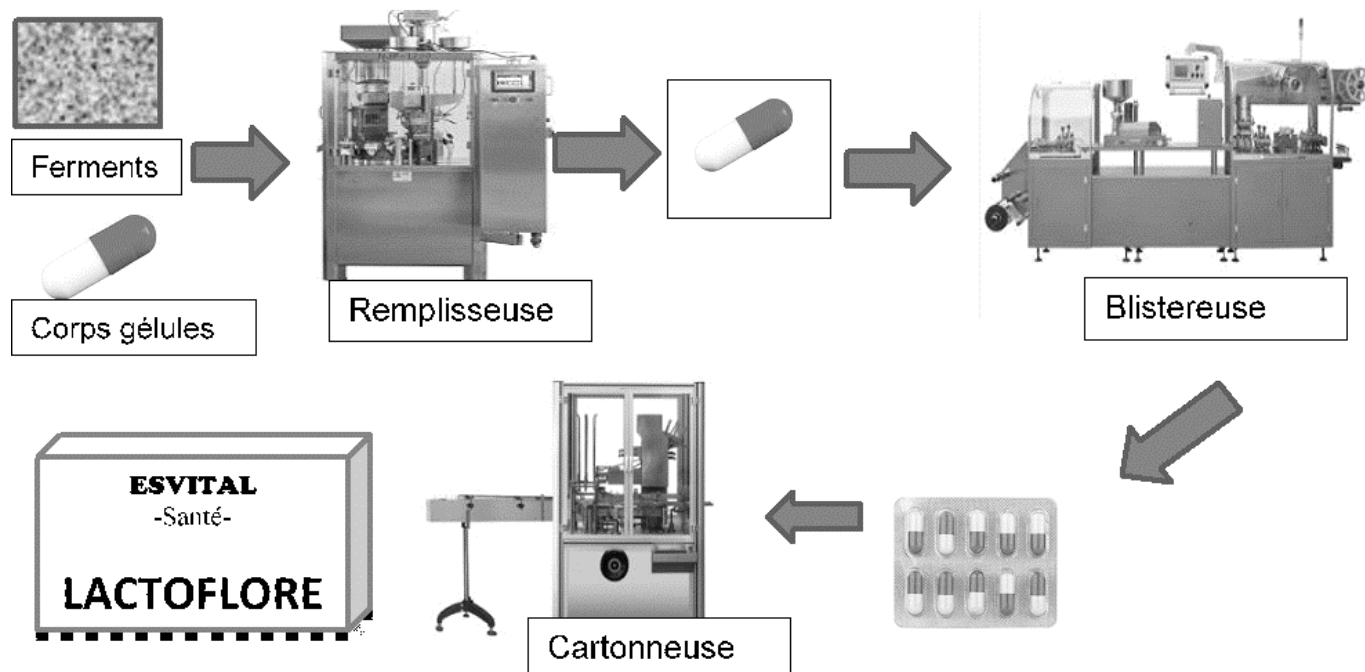 Ferments
Corps gélules
Remplisseuse
Blistereuse
ESVITAL
-Santé-
LACTOFLORE
Cartonneuse